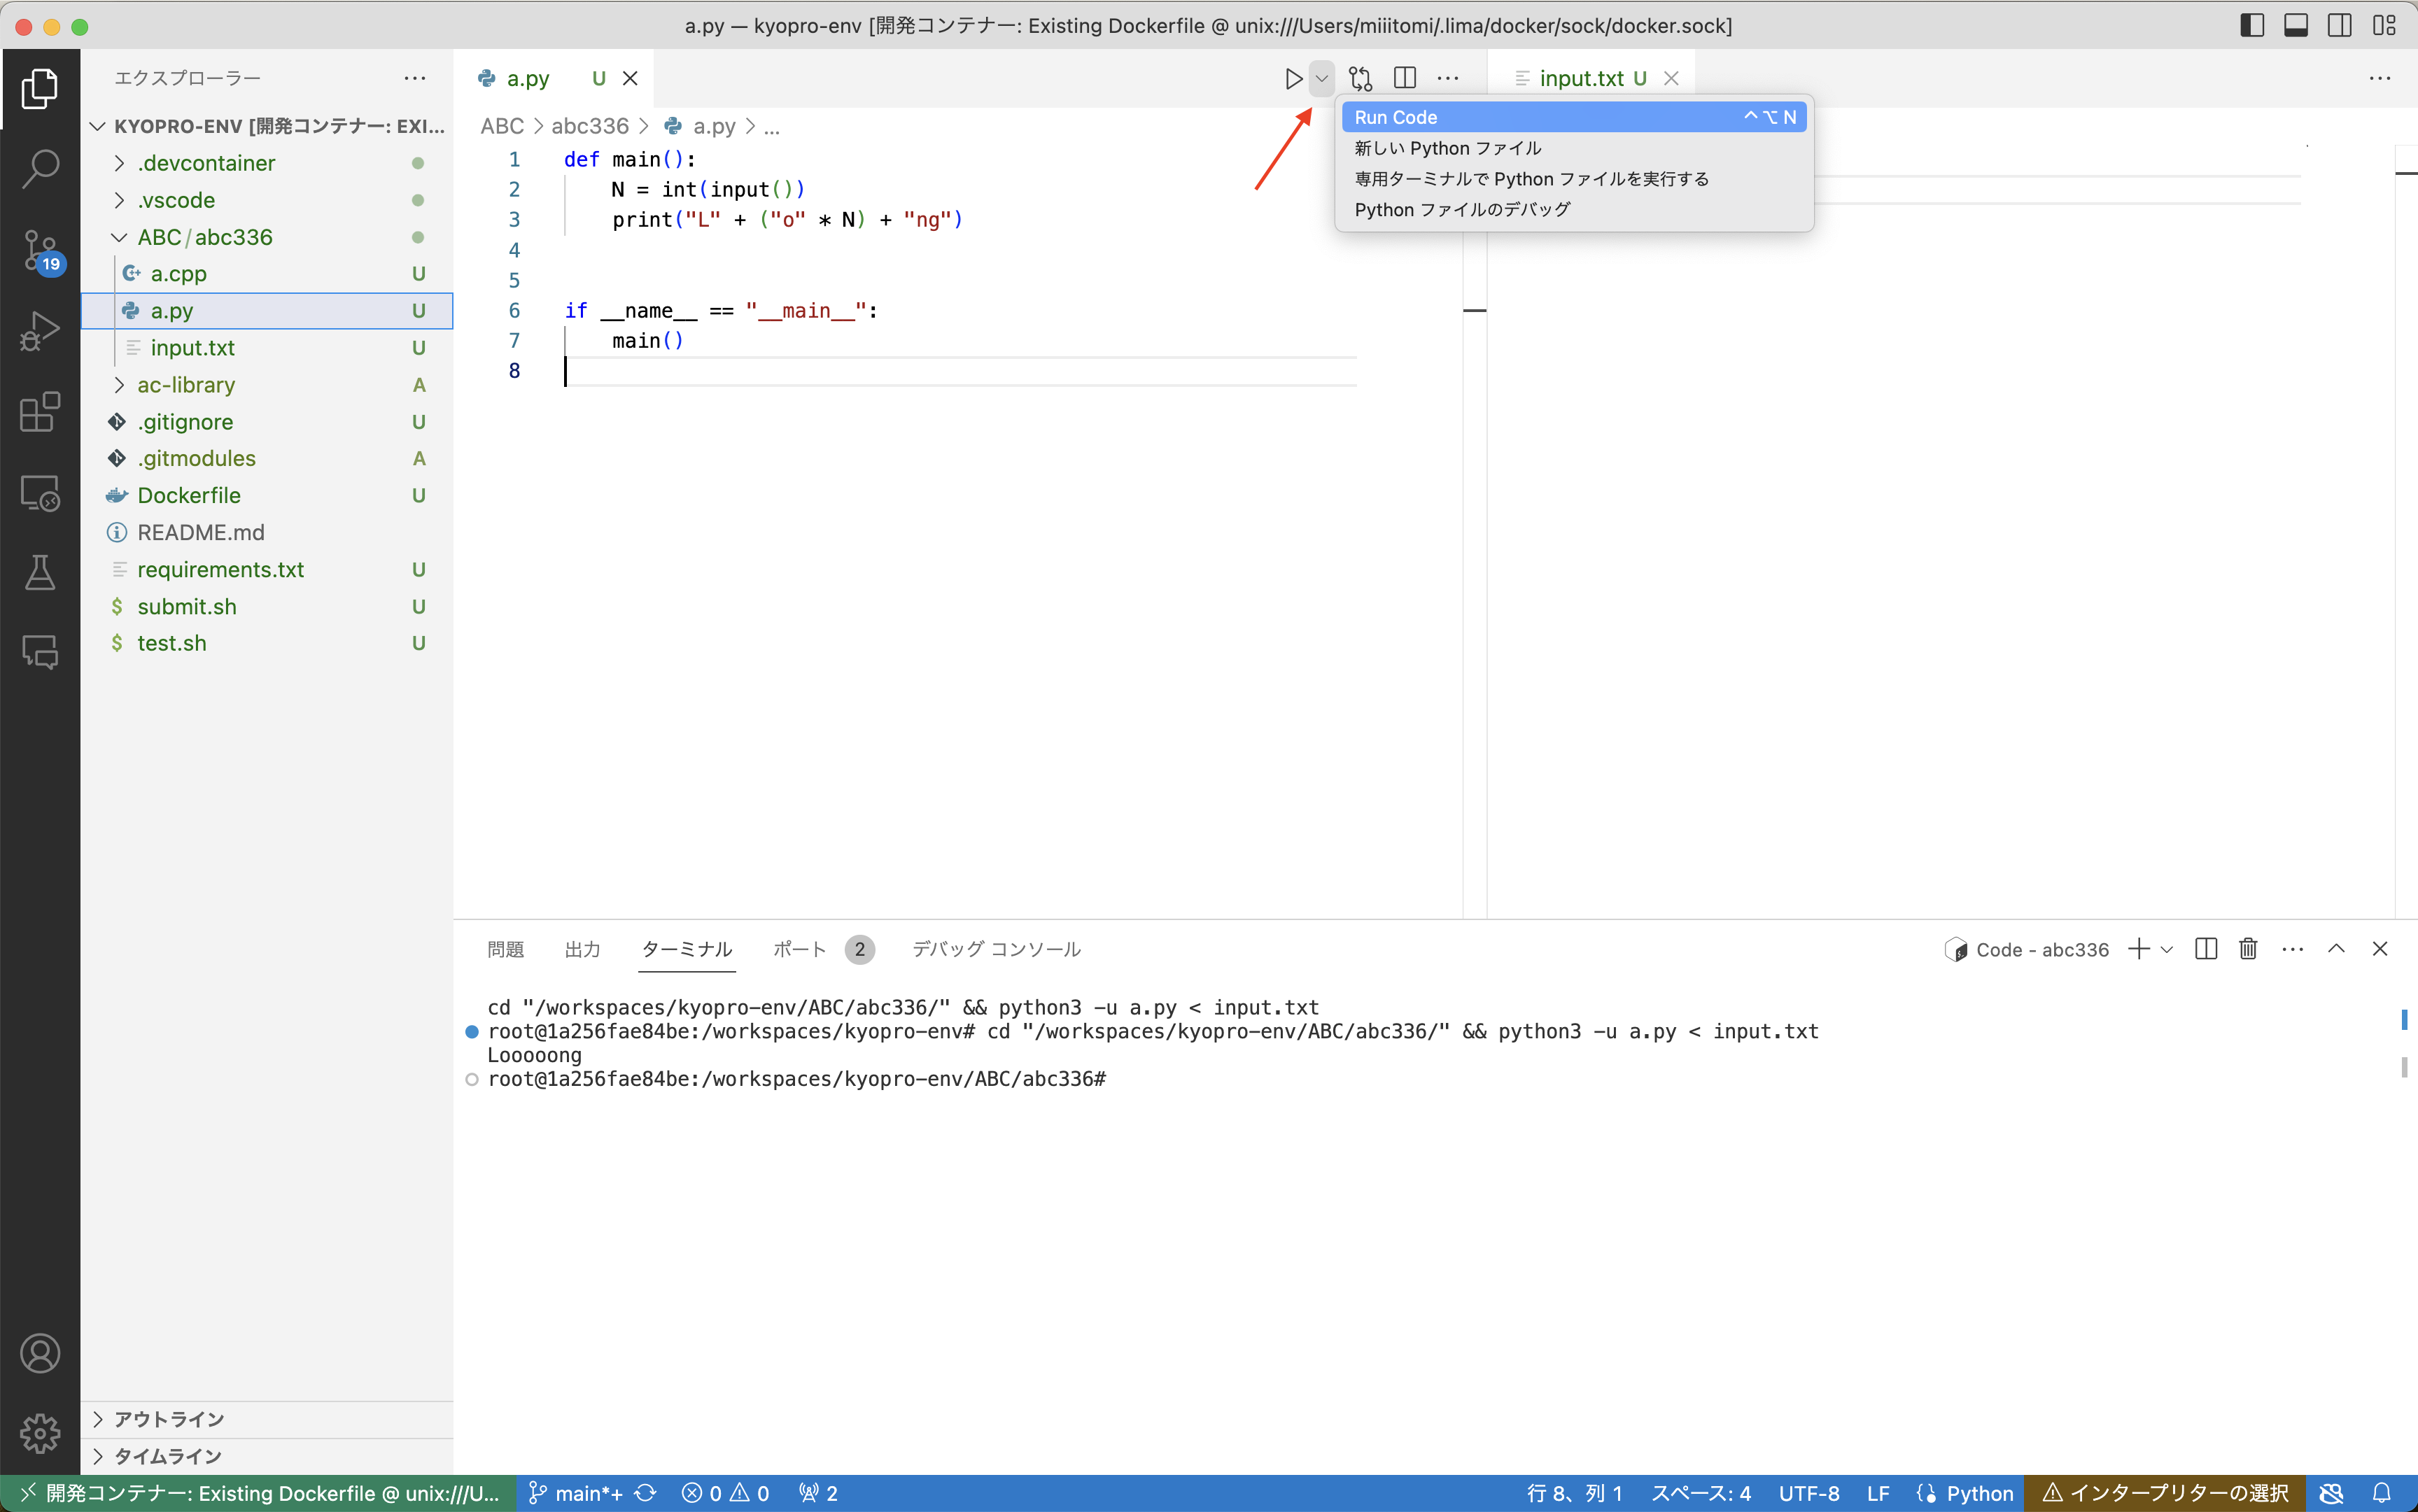 a.py — kyopro-env [開発コンテナー: Existing Dockerfile @ unix:///Users/miiitomi/.lima/docker/sock/docker.sock]
エクスプローラー
KYOPRO-ENV [開発コンテナー: EXI...
.devcontainer
.vscode
ABC/abc336
a.cpp U
a.py U
input.txt U
ac-library A
.gitignore U
.gitmodules A
Dockerfile U
README.md
requirements.txt U
submit.sh U
test.sh U
アウトライン
タイムライン
19
a.py U
ABC > abc336 > a.py > ...
1 def main():
2 N = int(input())
3 print("L" + ("o" * N) + "ng")
4
5
6 if __name__ == "__main__":
7 main()
8
input.txt U
Run Code ^⌥N
新しい Python ファイル
専用ターミナルで Python ファイルを実行する
Python ファイルのデバッグ
問題 出力 ターミナル ポート 2 デバッグ コンソール
Code - abc336
cd "/workspaces/kyopro-env/ABC/abc336/" && python3 -u a.py < input.txt
root@1a256fae84be:/workspaces/kyopro-env# cd "/workspaces/kyopro-env/ABC/abc336/" && python3 -u a.py < input.txt
Looooong
root@1a256fae84be:/workspaces/kyopro-env/ABC/abc336#
開発コンテナー: Existing Dockerfile @ unix:///U... main*+ 0 0 2 行 8、列 1 スペース: 4 UTF-8 LF Python インタープリターの選択